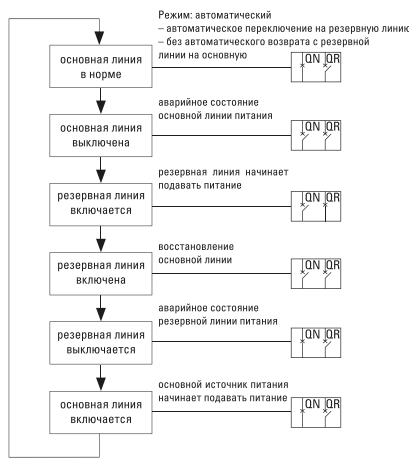 Режим: автоматический
– автоматическое переключение на резервную линию
– без автоматического возврата с резервной
линии на основную
основная линия
в норме
QN QR
аварийное состояние
основной линии питания
основная линия
выключена
QN QR
резервная линия начинает
подавать питание
резервная линия
включается
QN QR
восстановление
основной линии
резервная линия
включена
QN QR
аварийное состояние
резервной линии питания
резервная линия
выключается
QN QR
основной источник питания
начинает подавать питание
основная линия
включается
QN QR